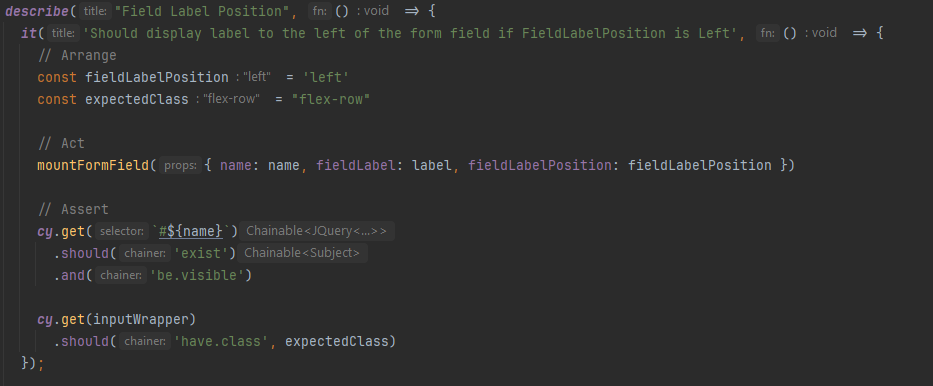 describe( title: "Field Label Position", fn: () : void => {
it( title: 'Should display label to the left of the form field if FieldLabelPosition is Left', fn: () : void => {
// Arrange
const fieldLabelPosition : "left" = 'left'
const expectedClass : "flex-row" = "flex-row"
// Act
mountFormField( props: { name: name, fieldLabel: label, fieldLabelPosition: fieldLabelPosition })
// Assert
cy.get( selector: `#${name}`) Chainable<JQuery<...>>
.should( chainer: 'exist') Chainable<Subject>
.and( chainer: 'be.visible')
cy.get(inputWrapper)
.should( chainer: 'have.class', expectedClass)
});